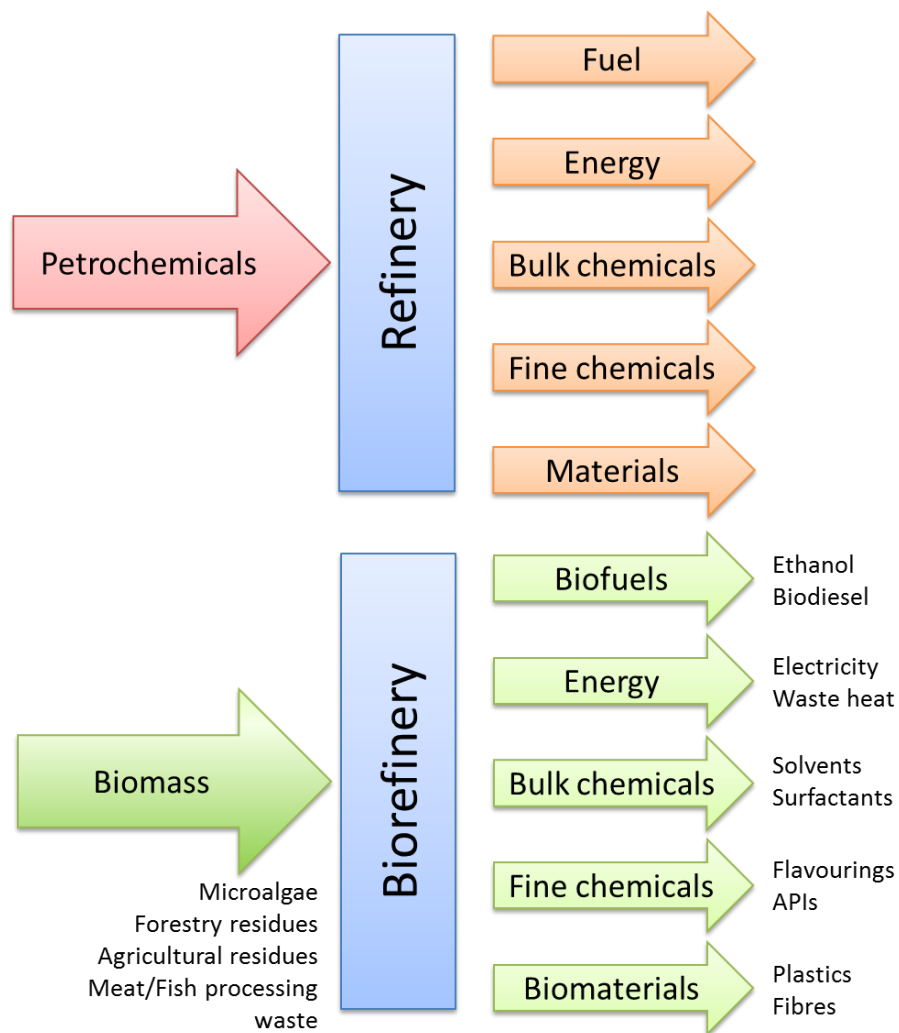 Petrochemicals
Refinery
Fuel
Energy
Bulk chemicals
Fine chemicals
Materials
Biomass
Microalgae
Forestry residues
Agricultural residues
Meat/Fish processing
waste
Biorefinery
Biofuels
Ethanol
Biodiesel
Energy
Electricity
Waste heat
Bulk chemicals
Solvents
Surfactants
Fine chemicals
Flavourings
APIs
Biomaterials
Plastics
Fibres